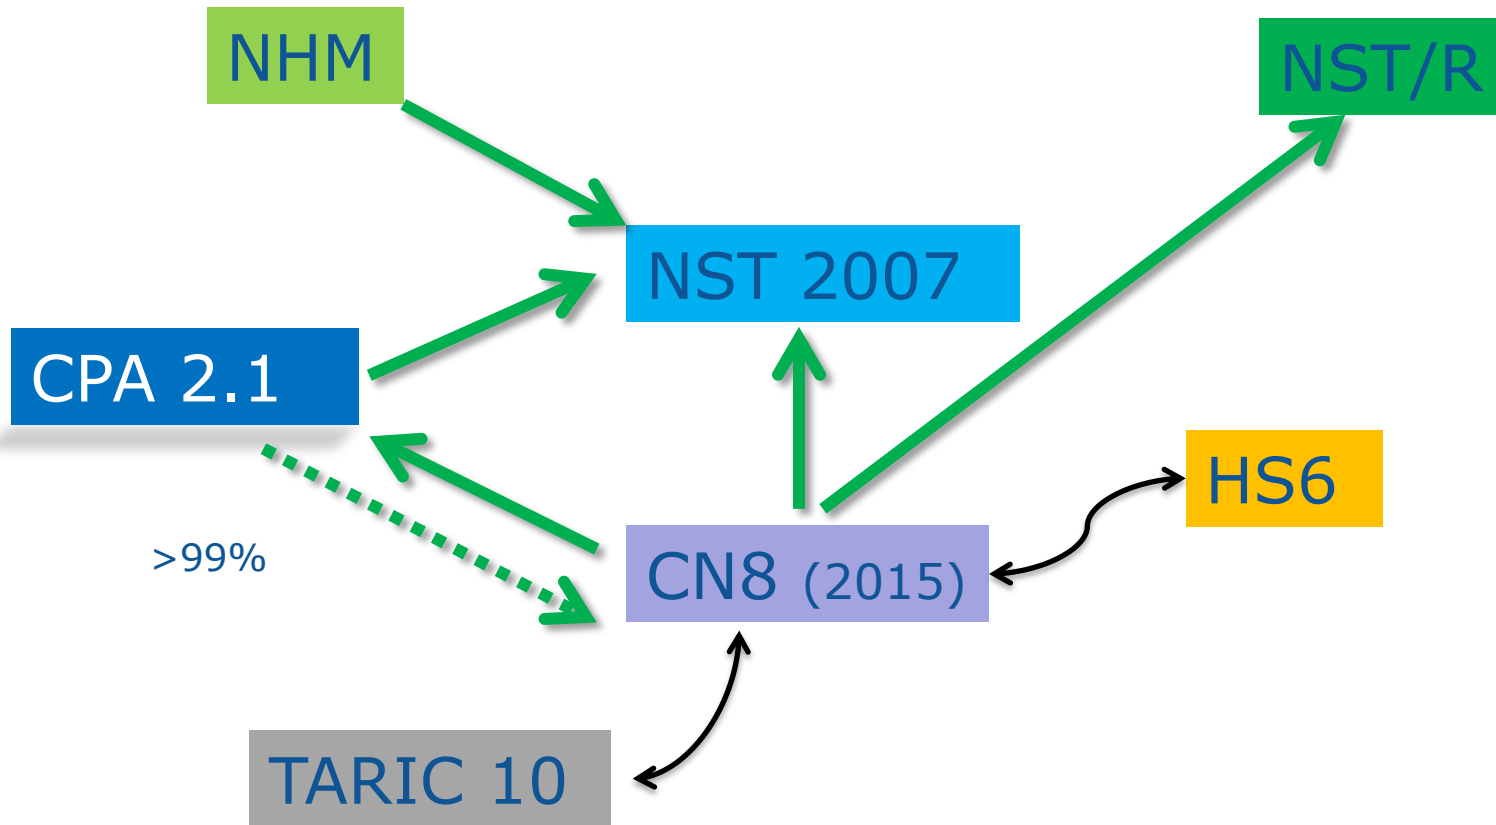 NHM
NST/R
NST 2007
CPA 2.1
HS6
>99%
CN8 (2015)
TARIC 10